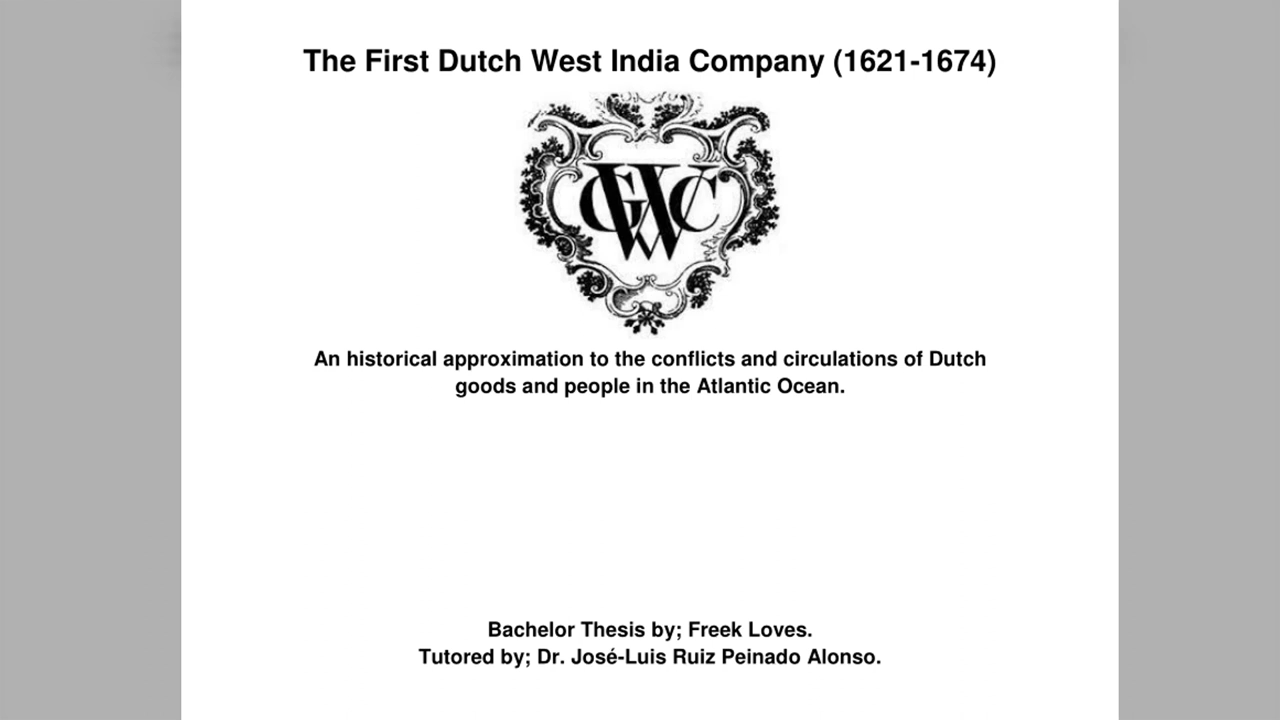 The First Dutch West India Company (1621-1674)
GWC
An historical approximation to the conflicts and circulations of Dutch
goods and people in the Atlantic Ocean.
Bachelor Thesis by; Freek Loves.
Tutored by; Dr. José-Luis Ruiz Peinado Alonso.